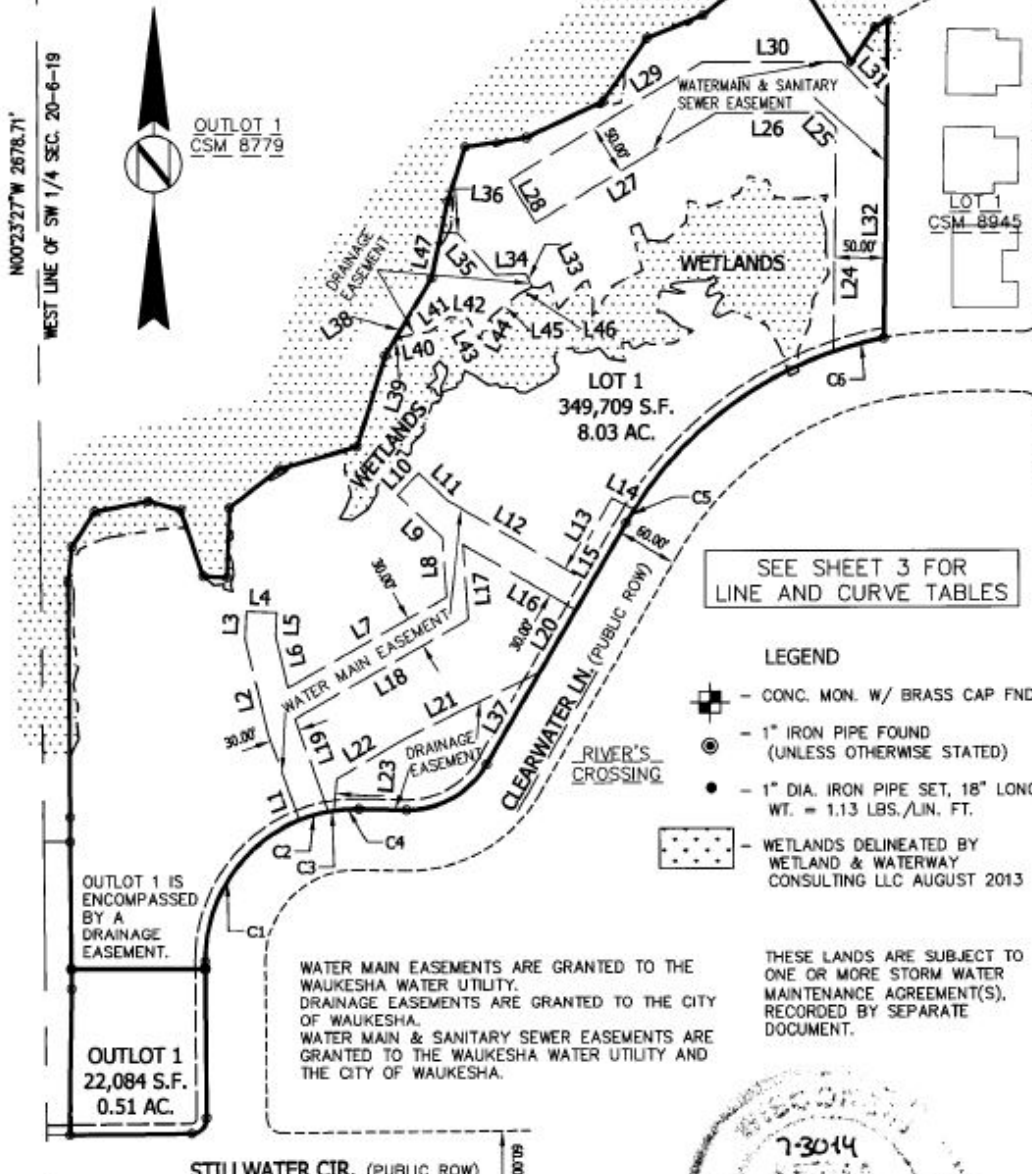 N00°23'27"W 2678.71'
WEST LINE OF SW 1/4 SEC. 20-6-19
OUTLOT 1
CSM 8779
L30
L31
L29
WATERMAIN & SANITARY
SEWER EASEMENT
L26
L25
50.00'
L27
L28
L36
LOT 1
CSM 8945
L32
50.00'
L24
DRAINAGE
EASEMENT
L47
L35
L34
L33
WETLANDS
L38
L41
L42
L40
L43
L44
L45
L46
L39
LOT 1
349,709 S.F.
8.03 AC.
C6
WETLANDS
L10
L11
L9
L12
L14
C5
L13
L15
60.00'
L8
L17
30.00'
L16
30.00'
L20
SEE SHEET 3 FOR
LINE AND CURVE TABLES
L4
L3
L5
L6
L7
WATER MAIN EASEMENT
L18
L2
30.00'
L19
L21
L22
L23
DRAINAGE
EASEMENT
L37
CLEARWATER LN. (PUBLIC ROW)
RIVER'S
CROSSING
L1
C2
C3
C4
C1
LEGEND
- CONC. MON. W/ BRASS CAP FND
- 1" IRON PIPE FOUND
(UNLESS OTHERWISE STATED)
- 1" DIA. IRON PIPE SET, 18" LONG
WT. = 1.13 LBS./LIN. FT.
- WETLANDS DELINEATED BY
WETLAND & WATERWAY
CONSULTING LLC AUGUST 2013
OUTLOT 1 IS
ENCOMPASSED
BY A
DRAINAGE
EASEMENT.
WATER MAIN EASEMENTS ARE GRANTED TO THE
WAUKESHA WATER UTILITY.
DRAINAGE EASEMENTS ARE GRANTED TO THE CITY
OF WAUKESHA.
WATER MAIN & SANITARY SEWER EASEMENTS ARE
GRANTED TO THE WAUKESHA WATER UTILITY AND
THE CITY OF WAUKESHA.
THESE LANDS ARE SUBJECT TO
ONE OR MORE STORM WATER
MAINTENANCE AGREEMENT(S),
RECORDED BY SEPARATE
DOCUMENT.
OUTLOT 1
22,084 S.F.
0.51 AC.
STILLWATER CIR. (PUBLIC ROW)
60.00'
7-3014